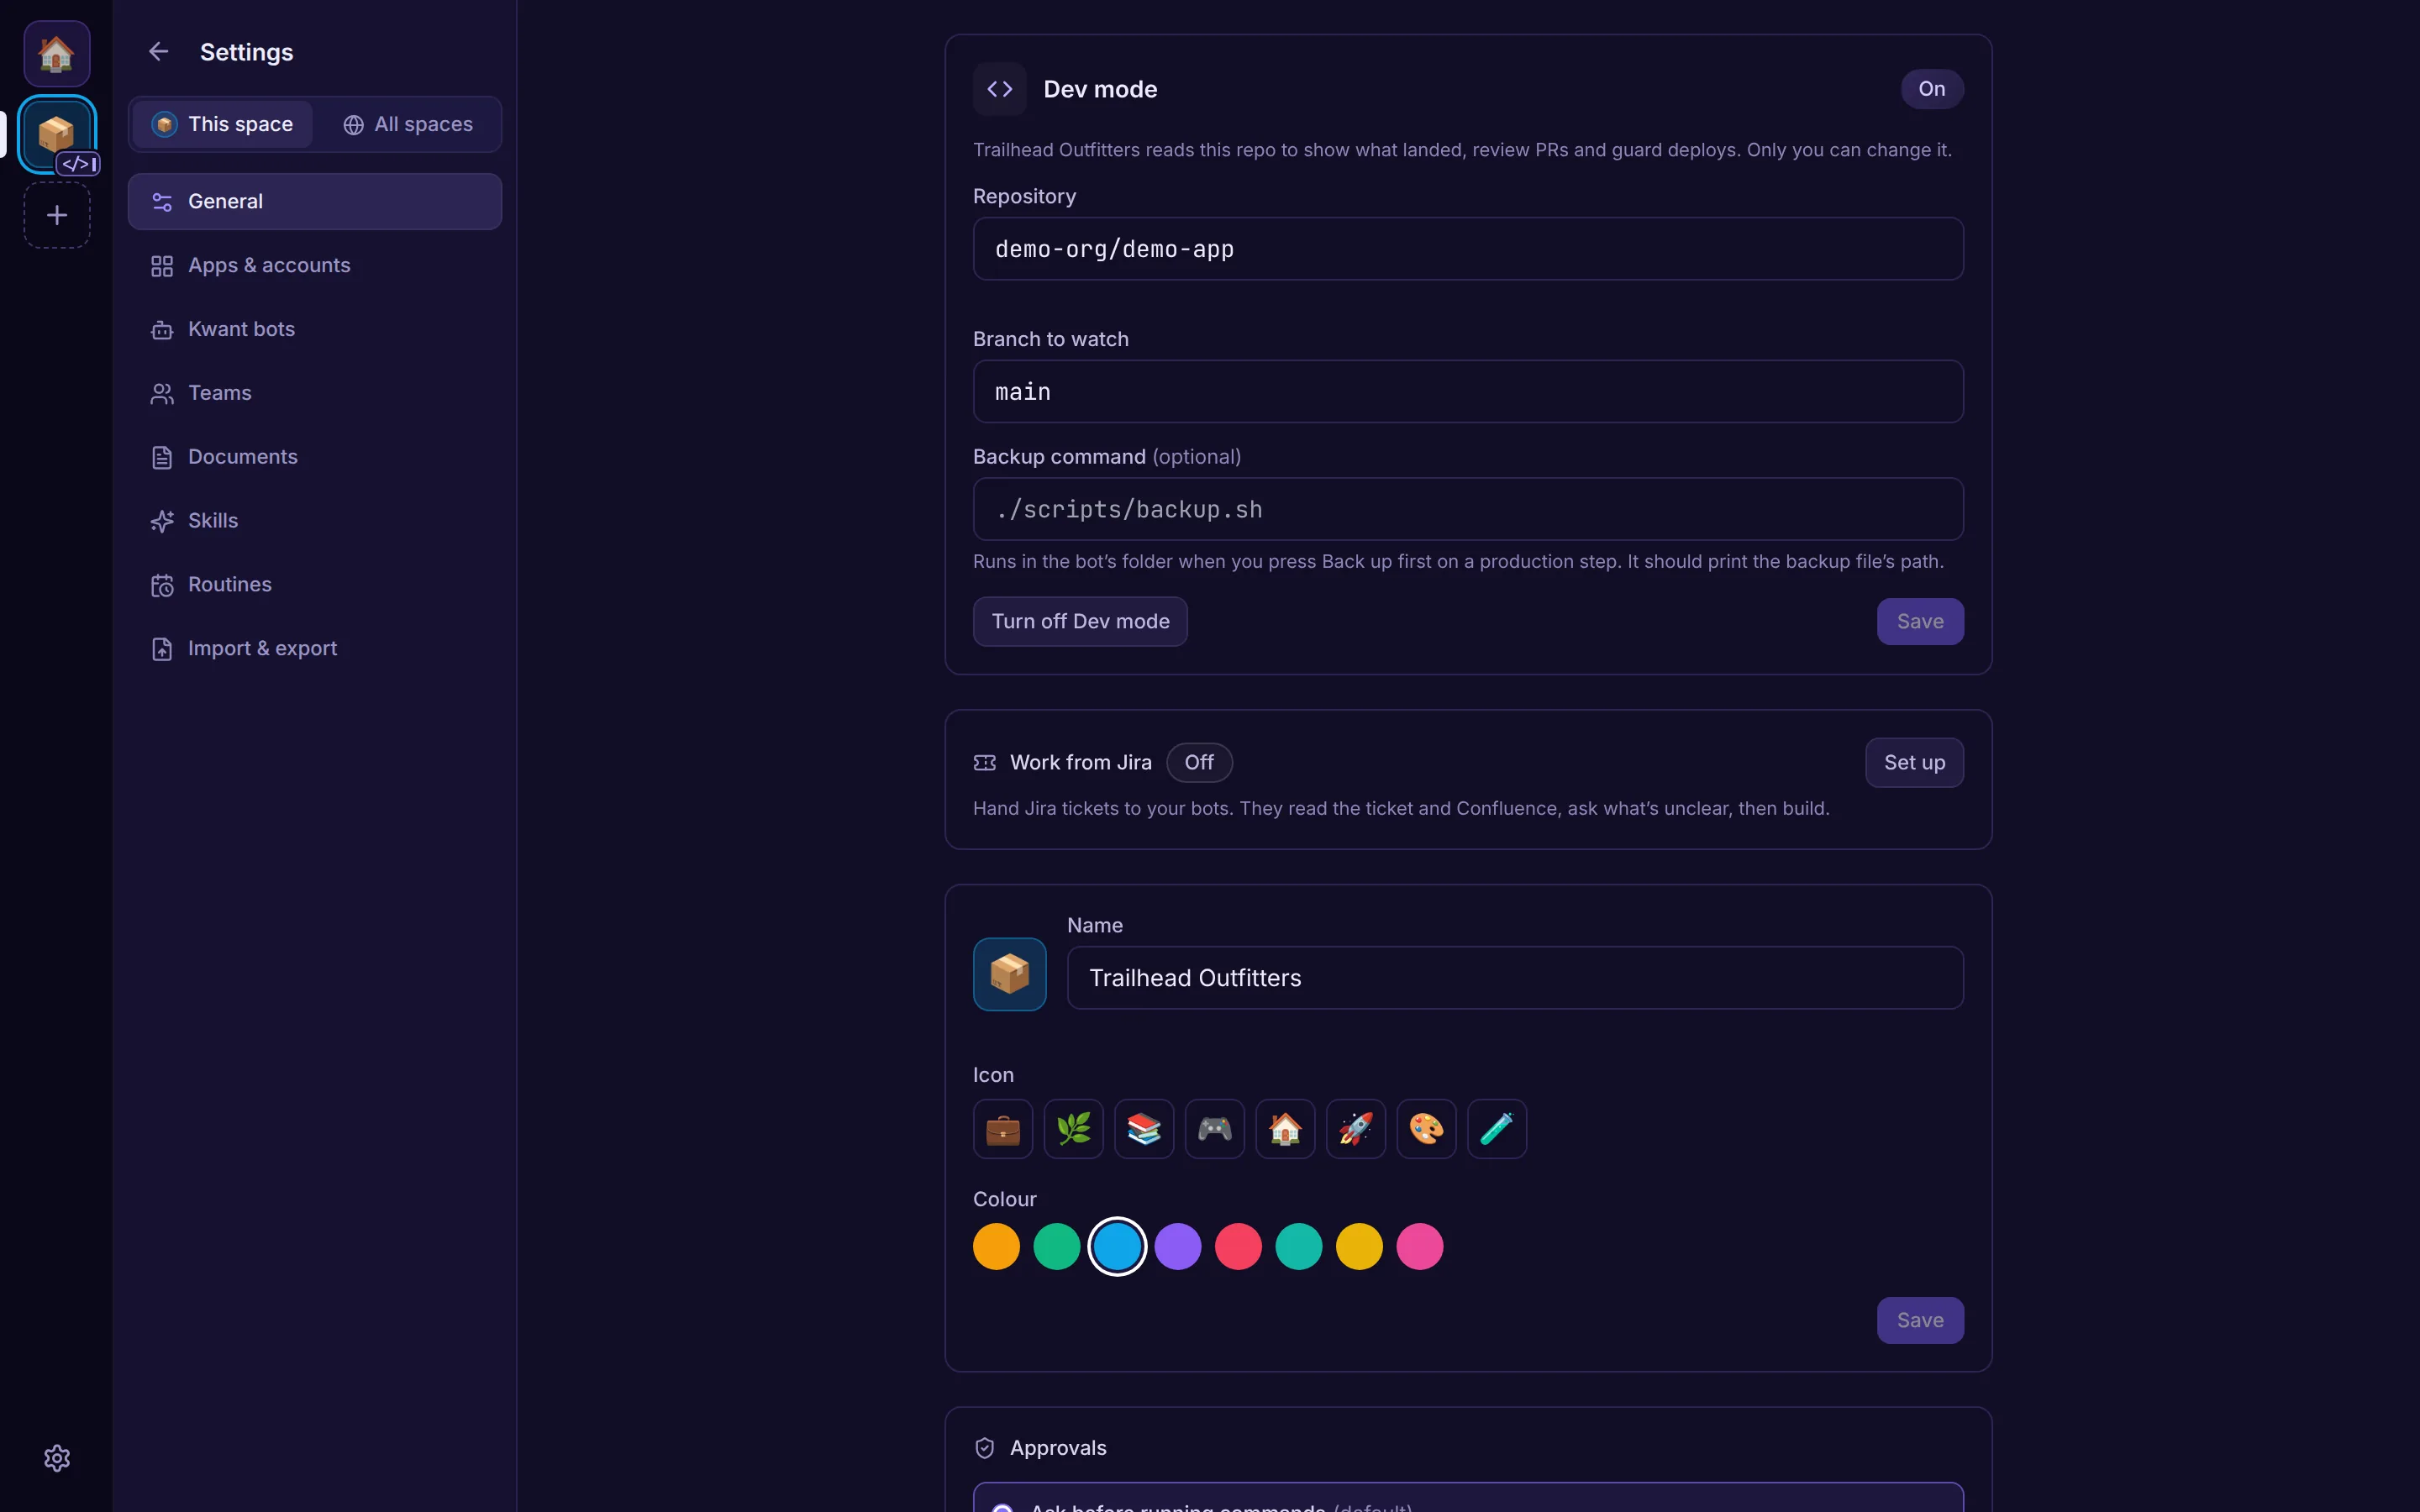 Settings
This space
All spaces
General
Apps & accounts
Kwant bots
Teams
Documents
Skills
Routines
Import & export
Dev mode
On
Trailhead Outfitters reads this repo to show what landed, review PRs and guard deploys. Only you can change it.
Repository
demo-org/demo-app
Branch to watch
main
Backup command (optional)
./scripts/backup.sh
Runs in the bot’s folder when you press Back up first on a production step. It should print the backup file’s path.
Turn off Dev mode
Save
Work from Jira
Off
Set up
Hand Jira tickets to your bots. They read the ticket and Confluence, ask what’s unclear, then build.
Name
Trailhead Outfitters
Icon
Colour
Save
Approvals
Ask before running commands (default)